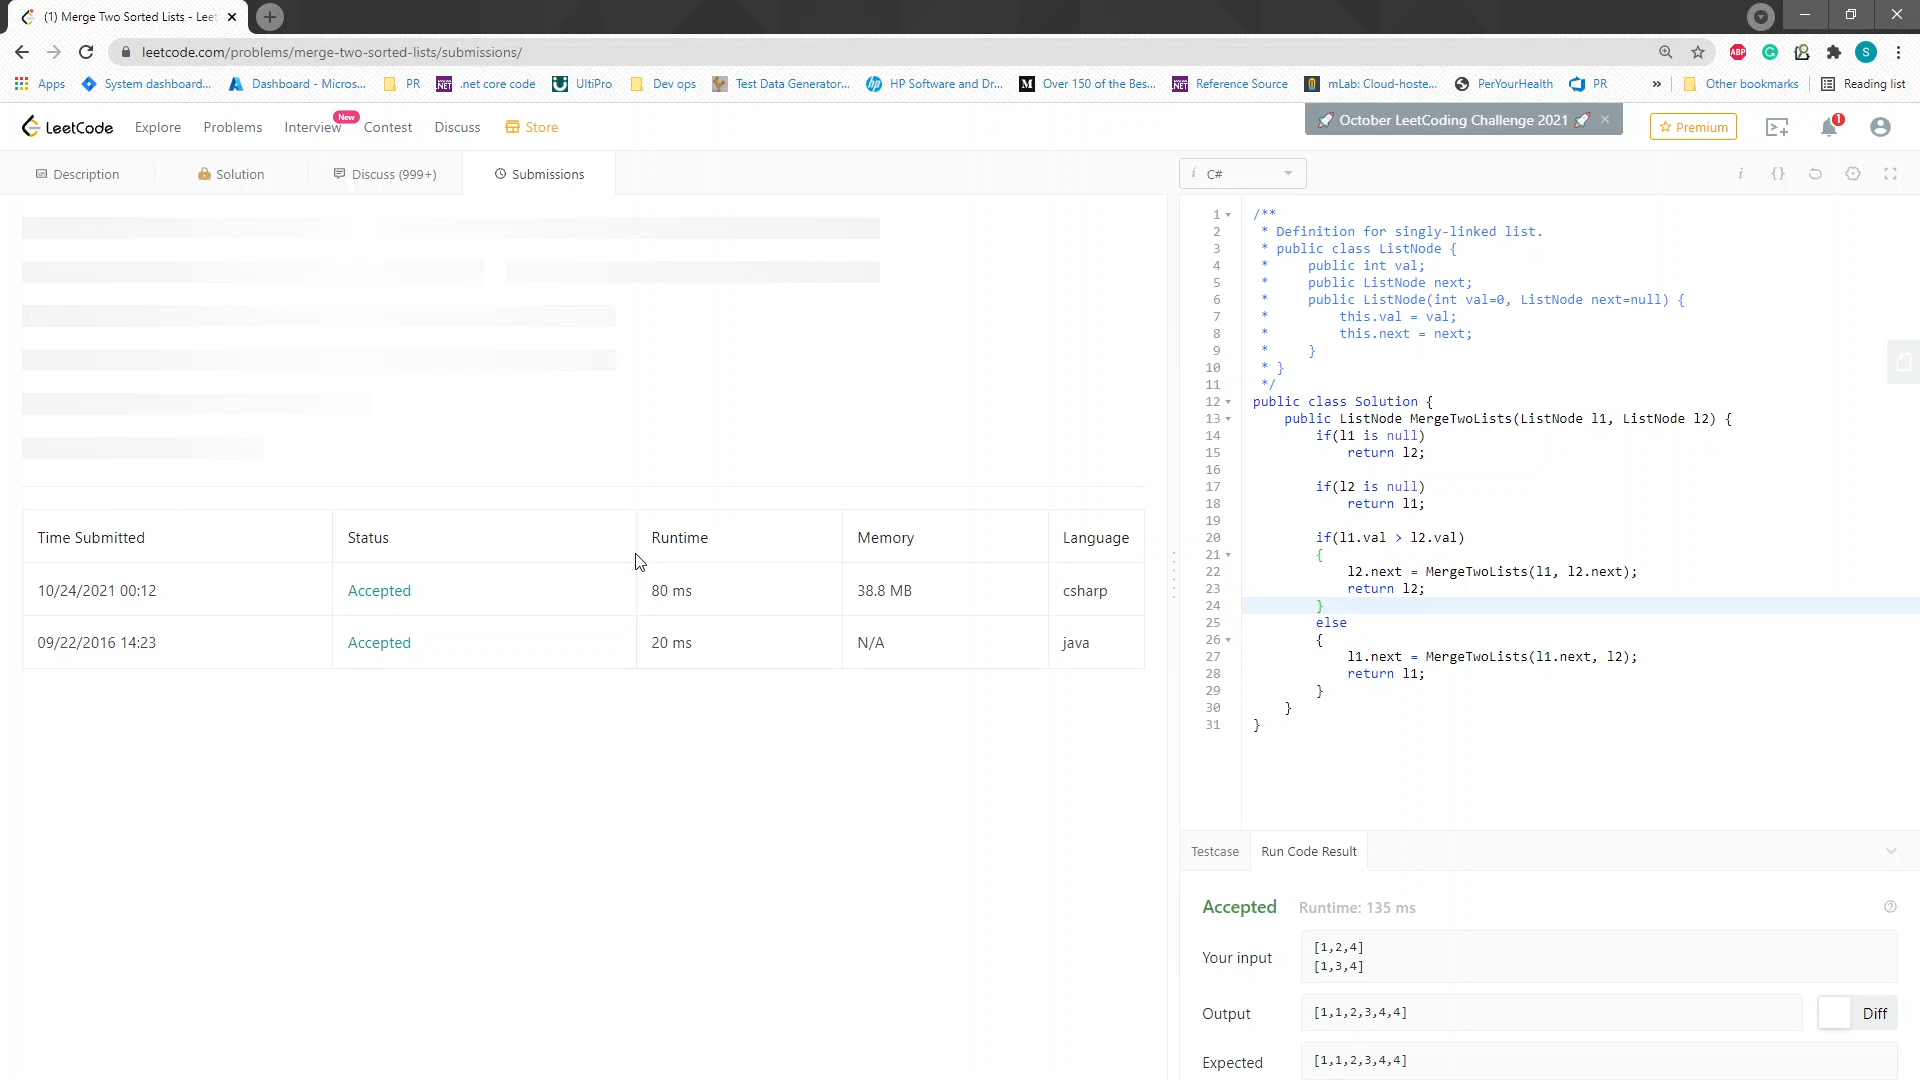 (1) Merge Two Sorted Lists - Leet
leetcode.com/problems/merge-two-sorted-lists/submissions/
ABP
S
Apps
System dashboard...
Dashboard - Micros...
PR
.net core code
UltiPro
Dev ops
Test Data Generator...
HP Software and Dr...
Over 150 of the Bes...
Reference Source
mLab: Cloud-hoste...
PerYourHealth
PR
»
Other bookmarks
Reading list
LeetCode
Explore
Problems
Interview
New
Contest
Discuss
Store
October LeetCoding Challenge 2021
Premium
1
Description
Solution
Discuss (999+)
Submissions
i C#
i {}
Time Submitted Status Runtime Memory Language
10/24/2021 00:12 Accepted 80 ms 38.8 MB csharp
09/22/2016 14:23 Accepted 20 ms N/A java
1 /**
2 * Definition for singly-linked list.
3 * public class ListNode {
4 * public int val;
5 * public ListNode next;
6 * public ListNode(int val=0, ListNode next=null) {
7 * this.val = val;
8 * this.next = next;
9 * }
10 * }
11 */
12 public class Solution {
13 public ListNode MergeTwoLists(ListNode l1, ListNode l2) {
14 if(l1 is null)
15 return l2;
16
17 if(l2 is null)
18 return l1;
19
20 if(l1.val > l2.val)
21 {
22 l2.next = MergeTwoLists(l1, l2.next);
23 return l2;
24 }
25 else
26 {
27 l1.next = MergeTwoLists(l1.next, l2);
28 return l1;
29 }
30 }
31 }
Testcase
Run Code Result
Accepted Runtime: 135 ms
Your input
[1,2,4]
[1,3,4]
Output
[1,1,2,3,4,4]
Diff
Expected
[1,1,2,3,4,4]